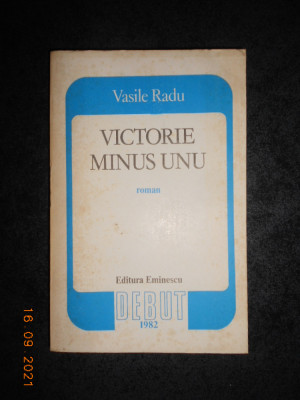 Vasile Radu
VICTORIE
MINUS UNU
roman
Editura Eminescu
DEBUT
1982
16.09.2021